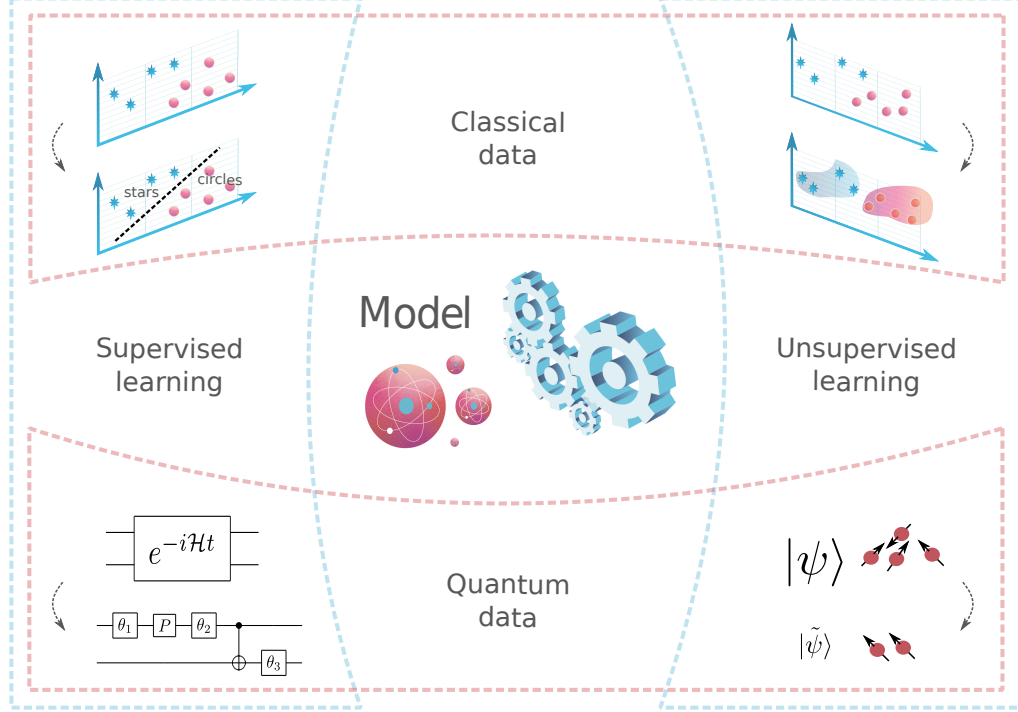 Classical
data
stars
circles
Model
Supervised
learning
Unsupervised
learning
e^{-iℋt}
Quantum
data
|ψ⟩
θ₁ P θ₂
θ₃
|ψ̃⟩